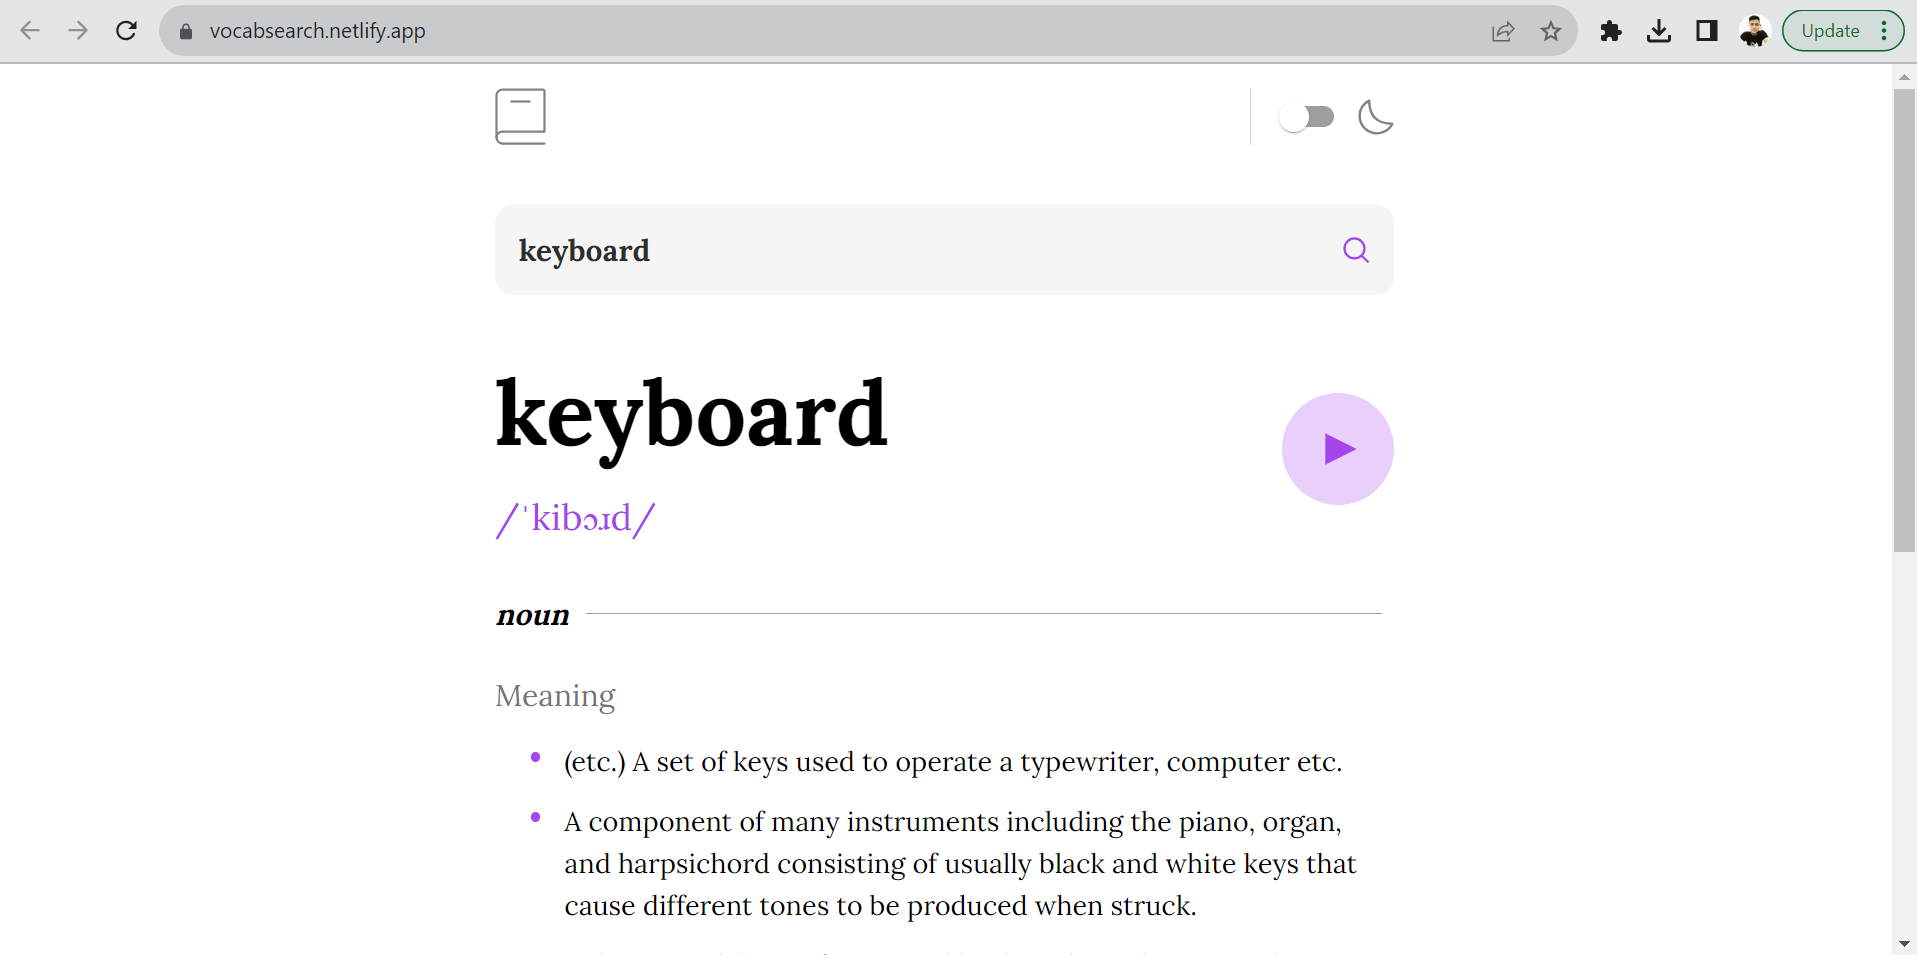 vocabsearch.netlify.app
Update
keyboard
keyboard
/ˈkibɔɹd/
noun
Meaning
(etc.) A set of keys used to operate a typewriter, computer etc.
A component of many instruments including the piano, organ,
and harpsichord consisting of usually black and white keys that
cause different tones to be produced when struck.